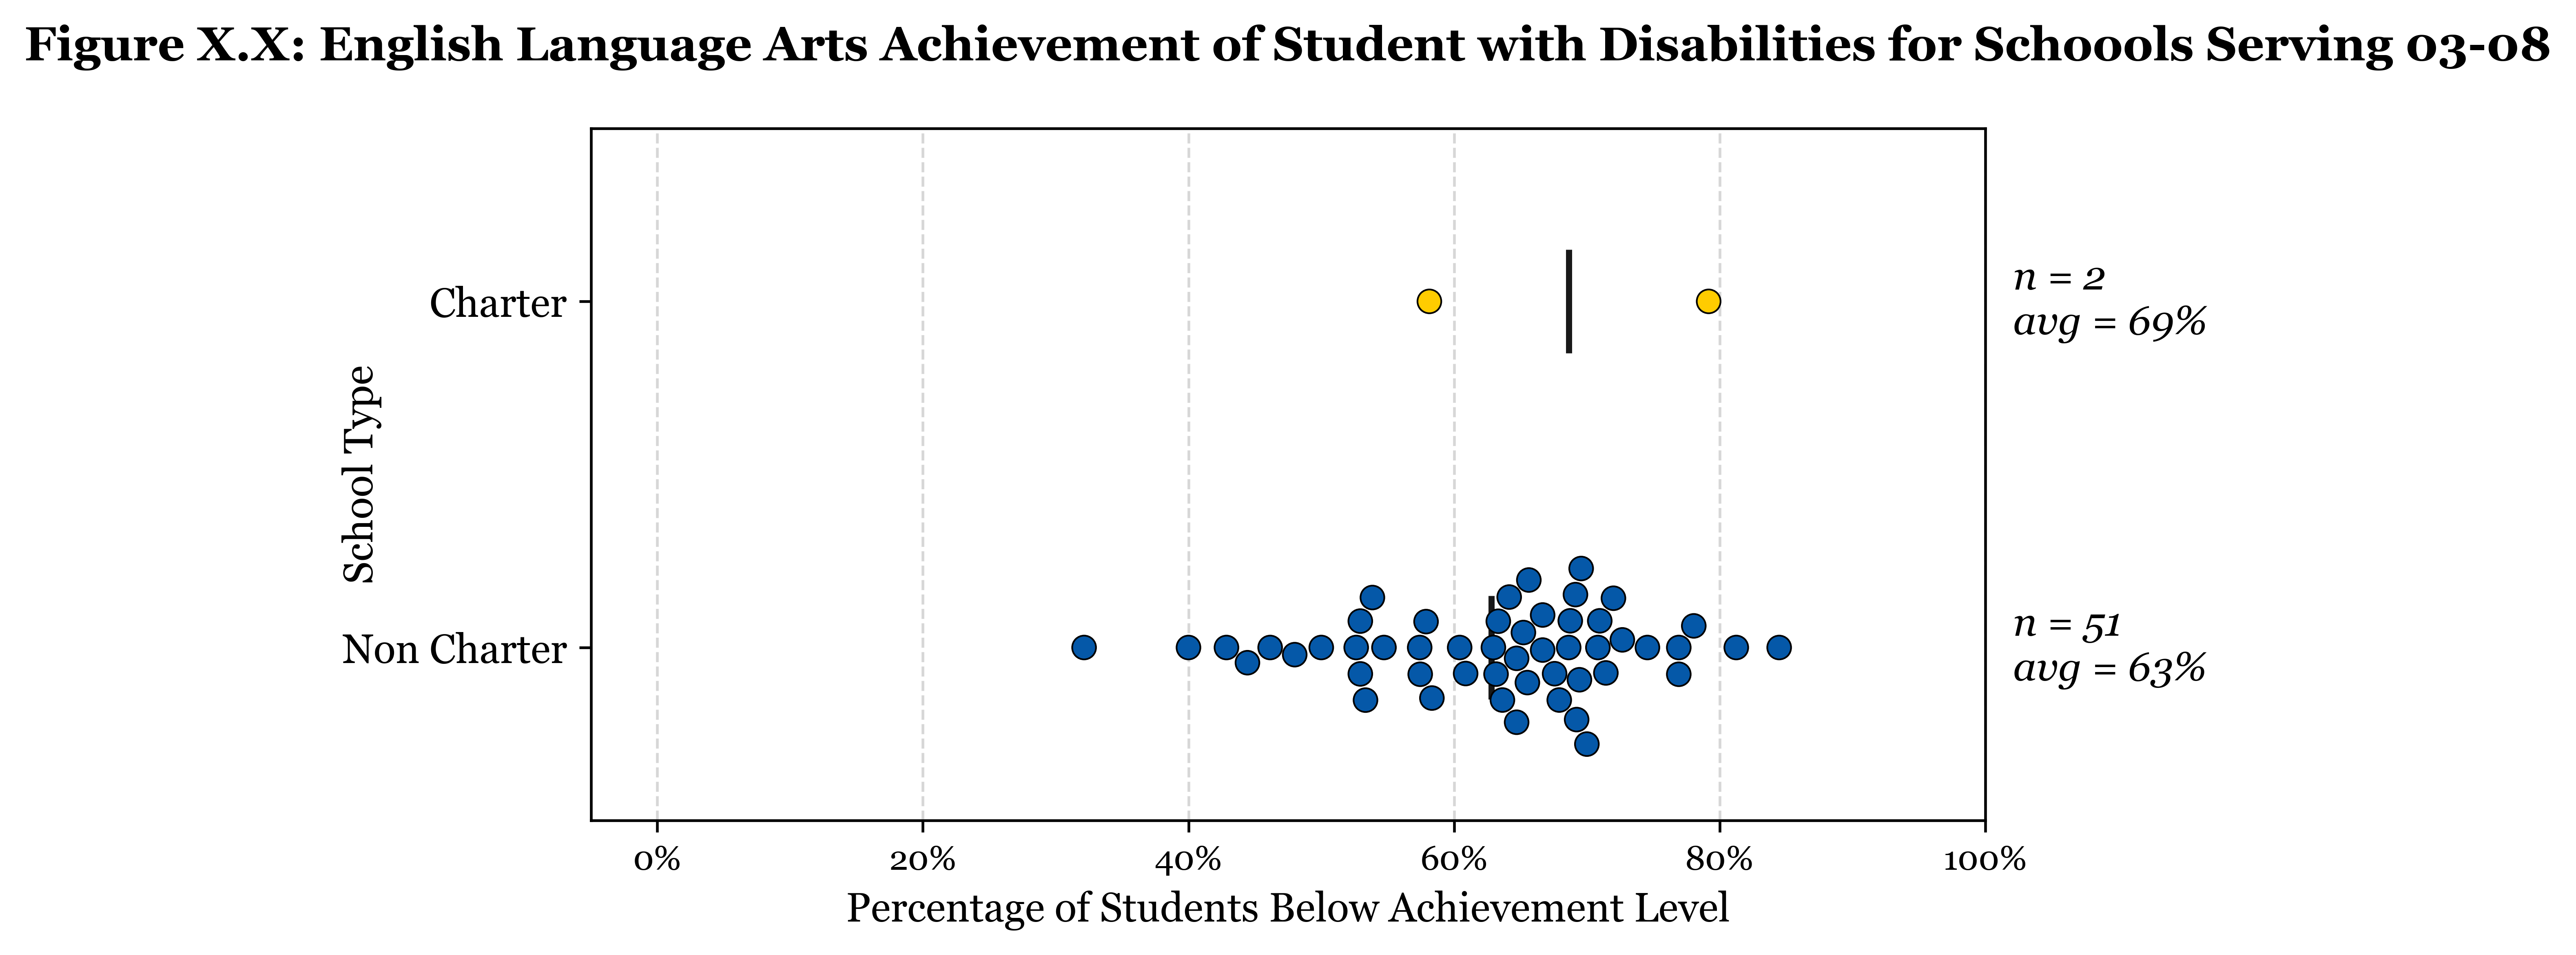 Figure X.X: English Language Arts Achievement of Student with Disabilities for Schoools Serving 03-08
School Type
Charter
n = 2
avg = 69%
Non Charter
n = 51
avg = 63%
0% 20% 40% 60% 80% 100%
Percentage of Students Below Achievement Level